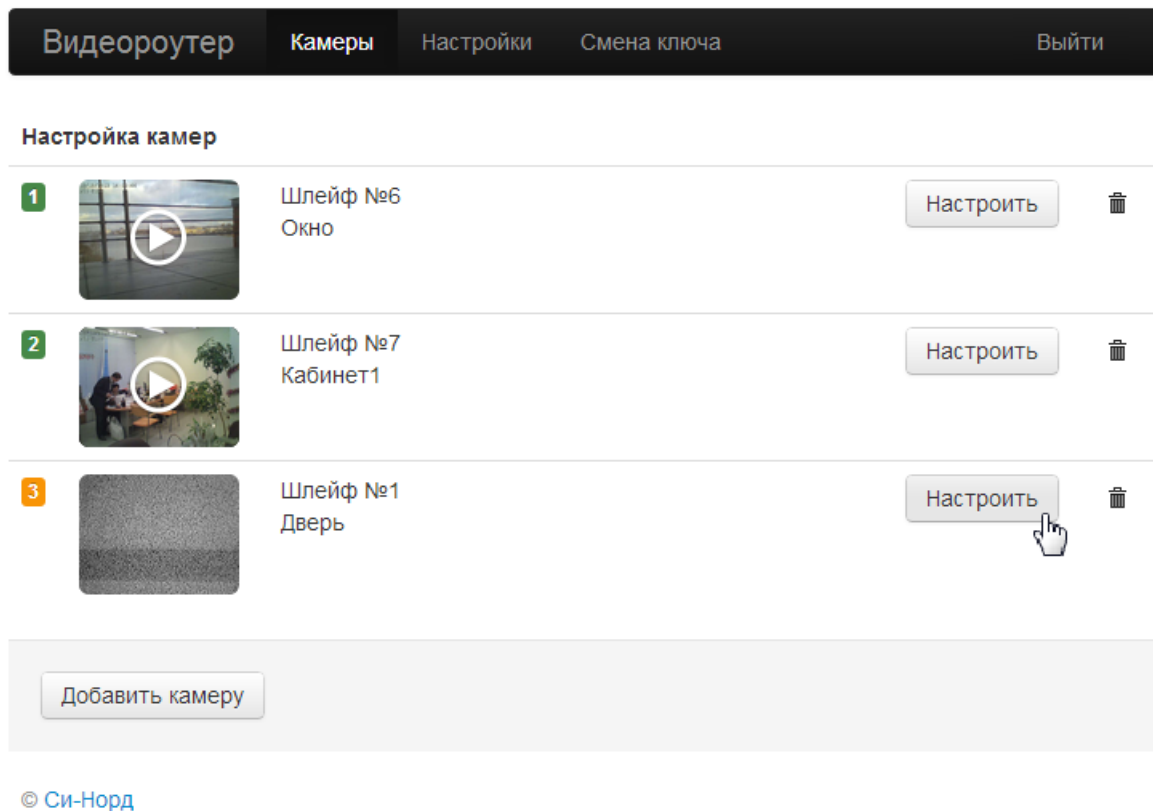 Видеороутер Камеры Настройки Смена ключа Выйти
Настройка камер
1 Шлейф №6 Настроить
Окно
2 Шлейф №7 Настроить
Кабинет1
3 Шлейф №1 Настроить
Дверь
Добавить камеру
© Си-Норд